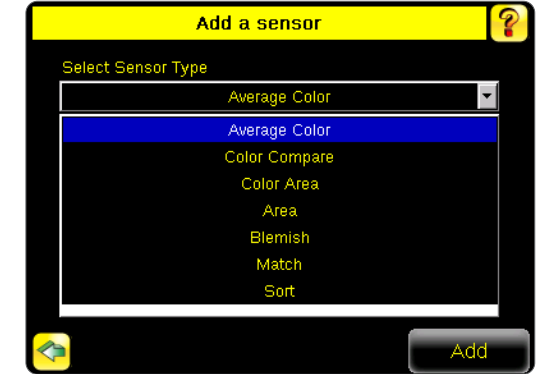 Add a sensor
?
Select Sensor Type
Average Color
Average Color
Color Compare
Color Area
Area
Blemish
Match
Sort
Add